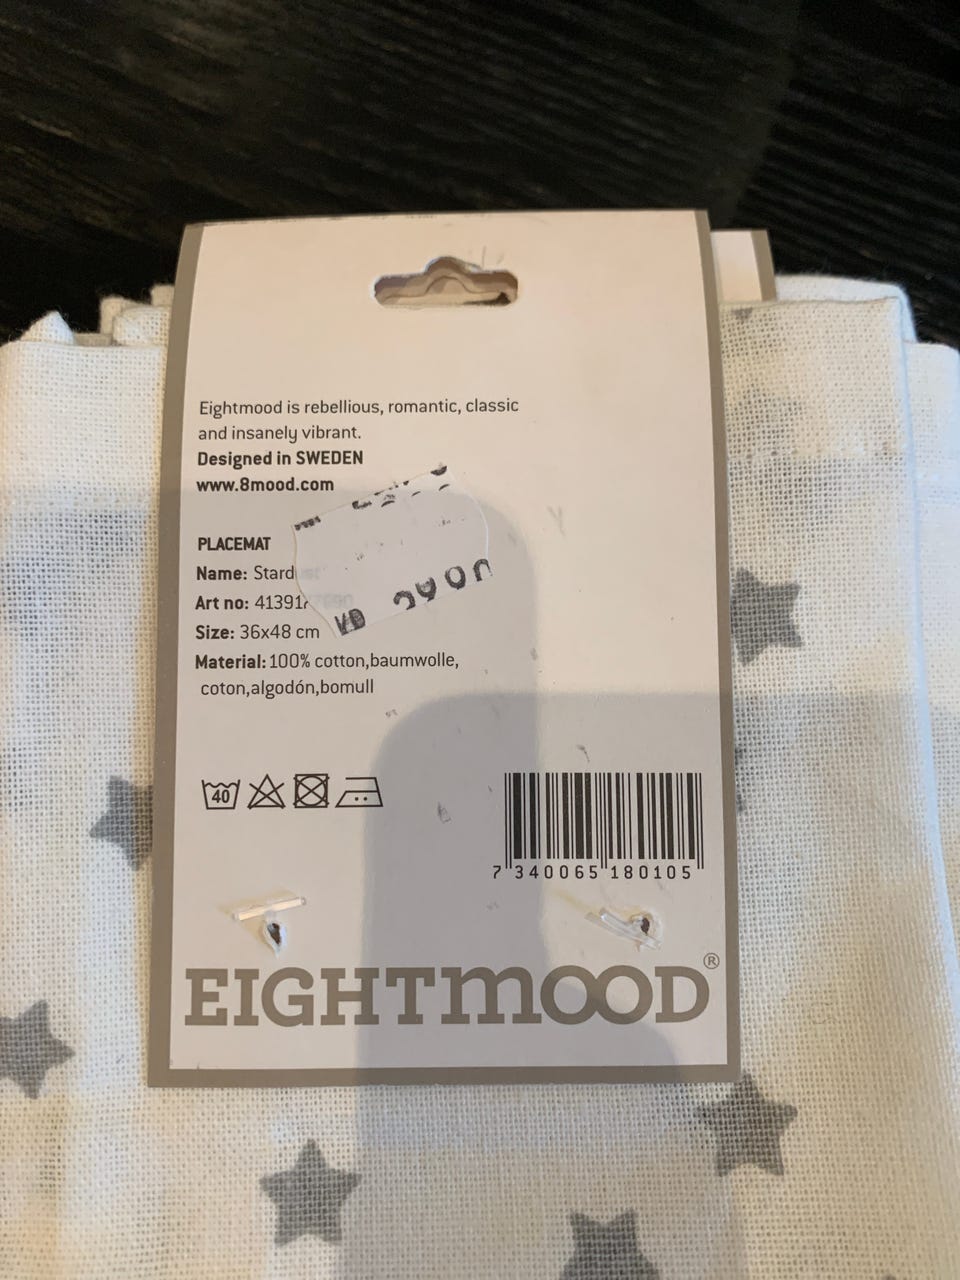 Eightmood is rebellious, romantic, classic
and insanely vibrant.
Designed in SWEDEN
www.8mood.com
PLACEMAT
Name:
Art no:
Size: 36x48 cm
Material: 100% cotton,baumwolle,
coton,algodón,bomull
40
7 340065 180105
EIGHTMOOD®